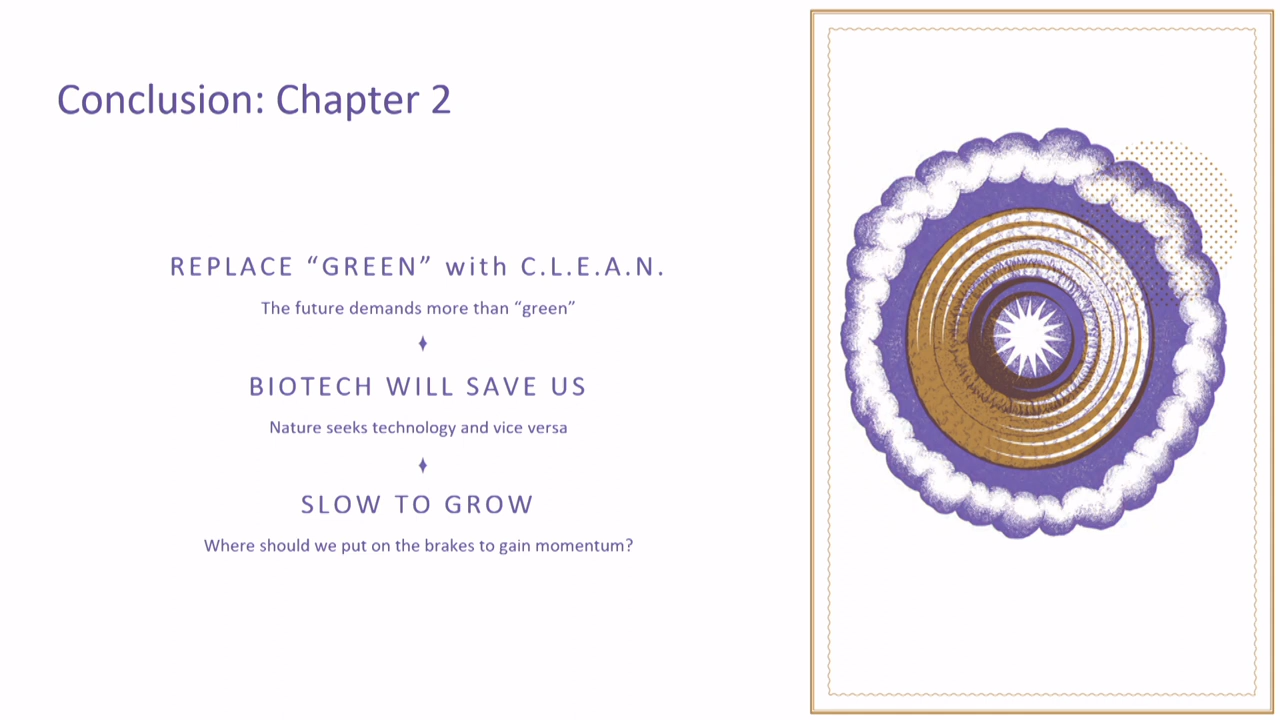 Conclusion: Chapter 2
REPLACE “GREEN” with C.L.E.A.N.
The future demands more than “green”
BIOTECH WILL SAVE US
Nature seeks technology and vice versa
SLOW TO GROW
Where should we put on the brakes to gain momentum?